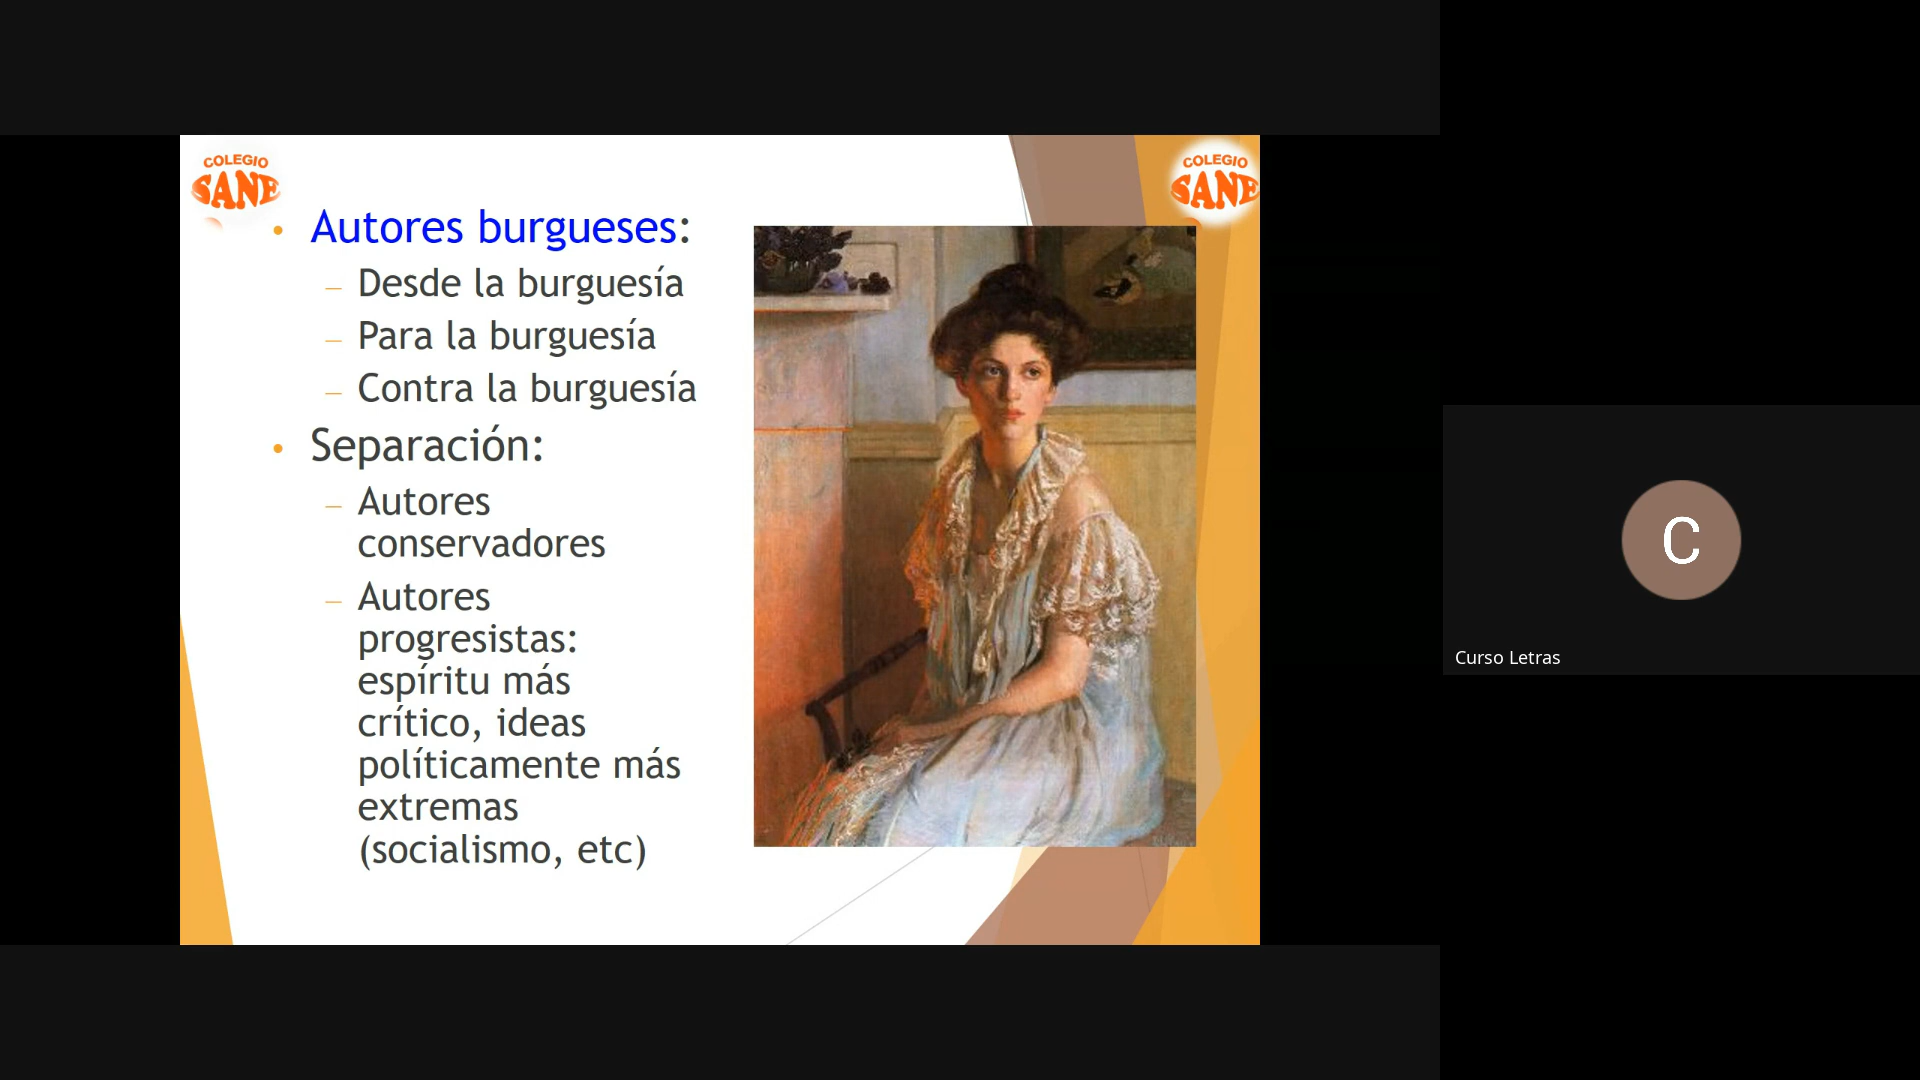 COLEGIO
SANE
COLEGIO
SANE
• Autores burgueses:
– Desde la burguesía
– Para la burguesía
– Contra la burguesía
• Separación:
– Autores
conservadores
– Autores
progresistas:
espíritu más
crítico, ideas
políticamente más
extremas
(socialismo, etc)
C
Curso Letras